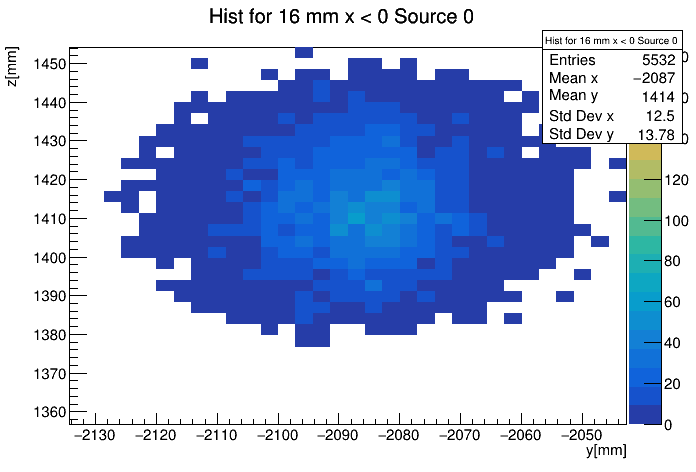 Hist for 16 mm x < 0 Source 0
Hist for 16 mm x < 0 Source 0
Entries 5532
Mean x −2087
Mean y 1414
Std Dev x 12.5
Std Dev y 13.78
z[mm]
1450
1440
1430
1420
1410
1400
1390
1380
1370
1360
120
100
80
60
40
20
0
−2130 −2120 −2110 −2100 −2090 −2080 −2070 −2060 −2050
y[mm]